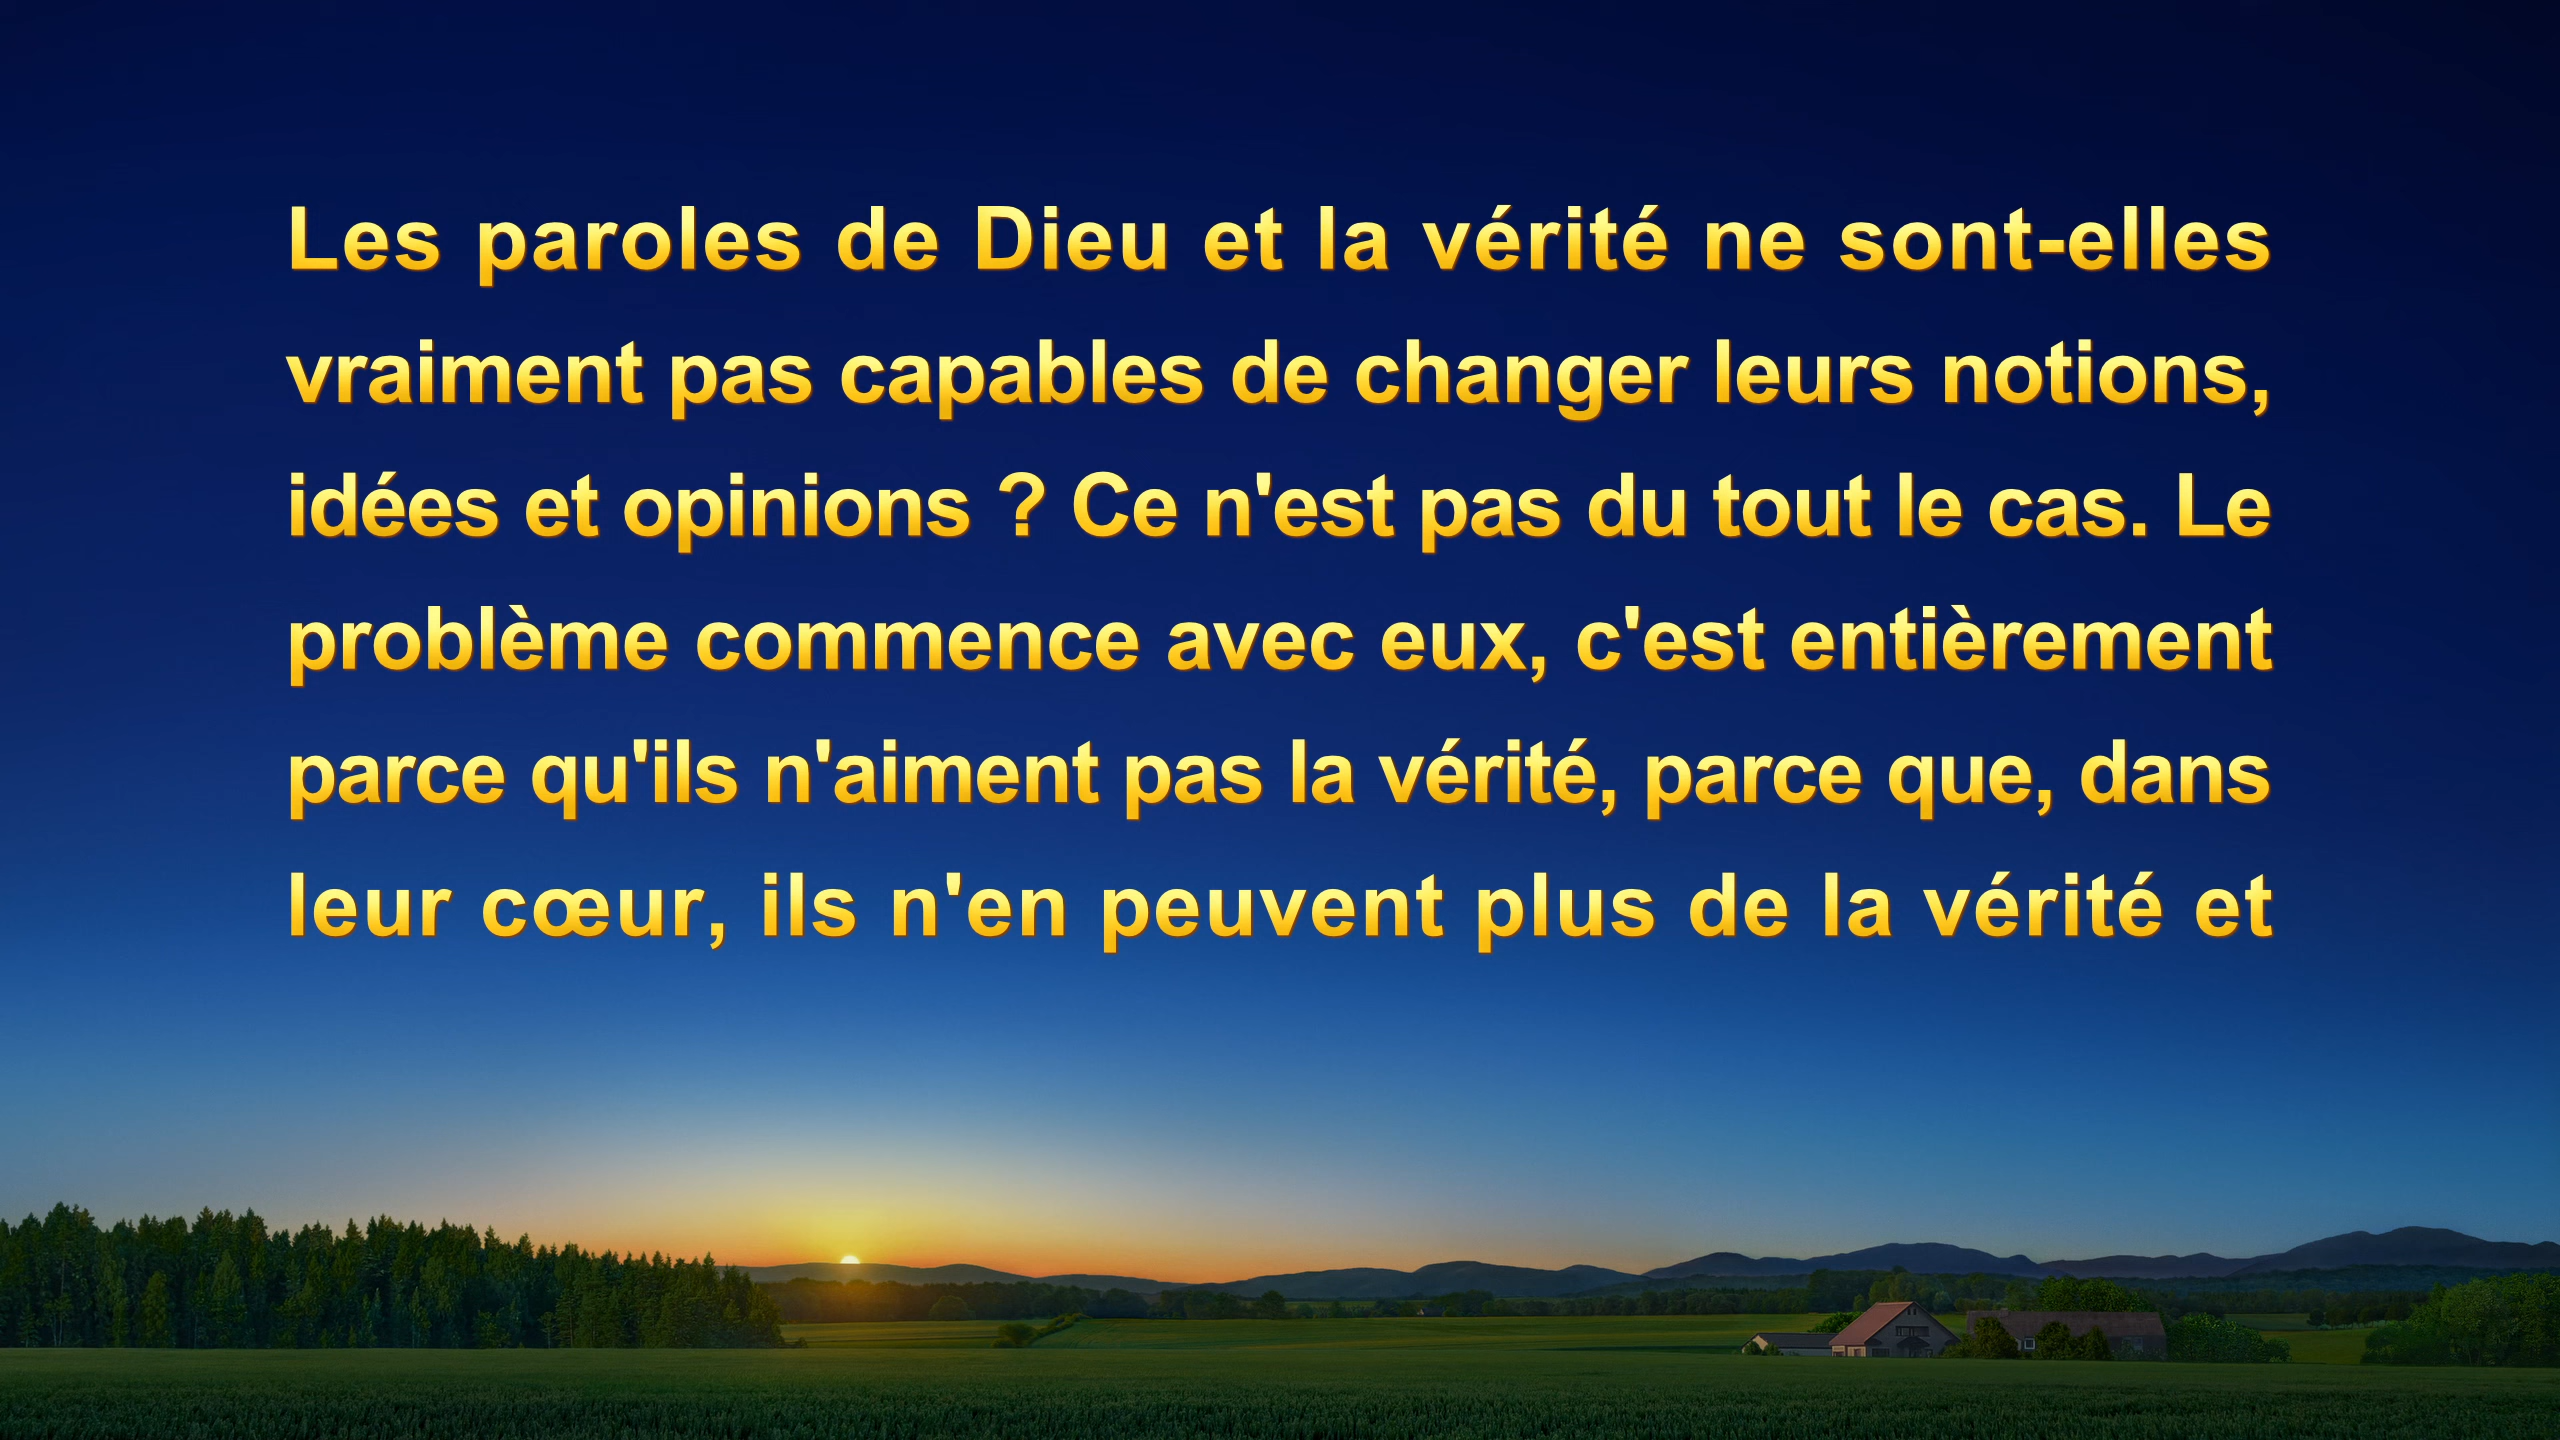 Les paroles de Dieu et la vérité ne sont-elles
vraiment pas capables de changer leurs notions,
idées et opinions ? Ce n'est pas du tout le cas. Le
problème commence avec eux, c'est entièrement
parce qu'ils n'aiment pas la vérité, parce que, dans
leur cœur, ils n'en peuvent plus de la vérité et